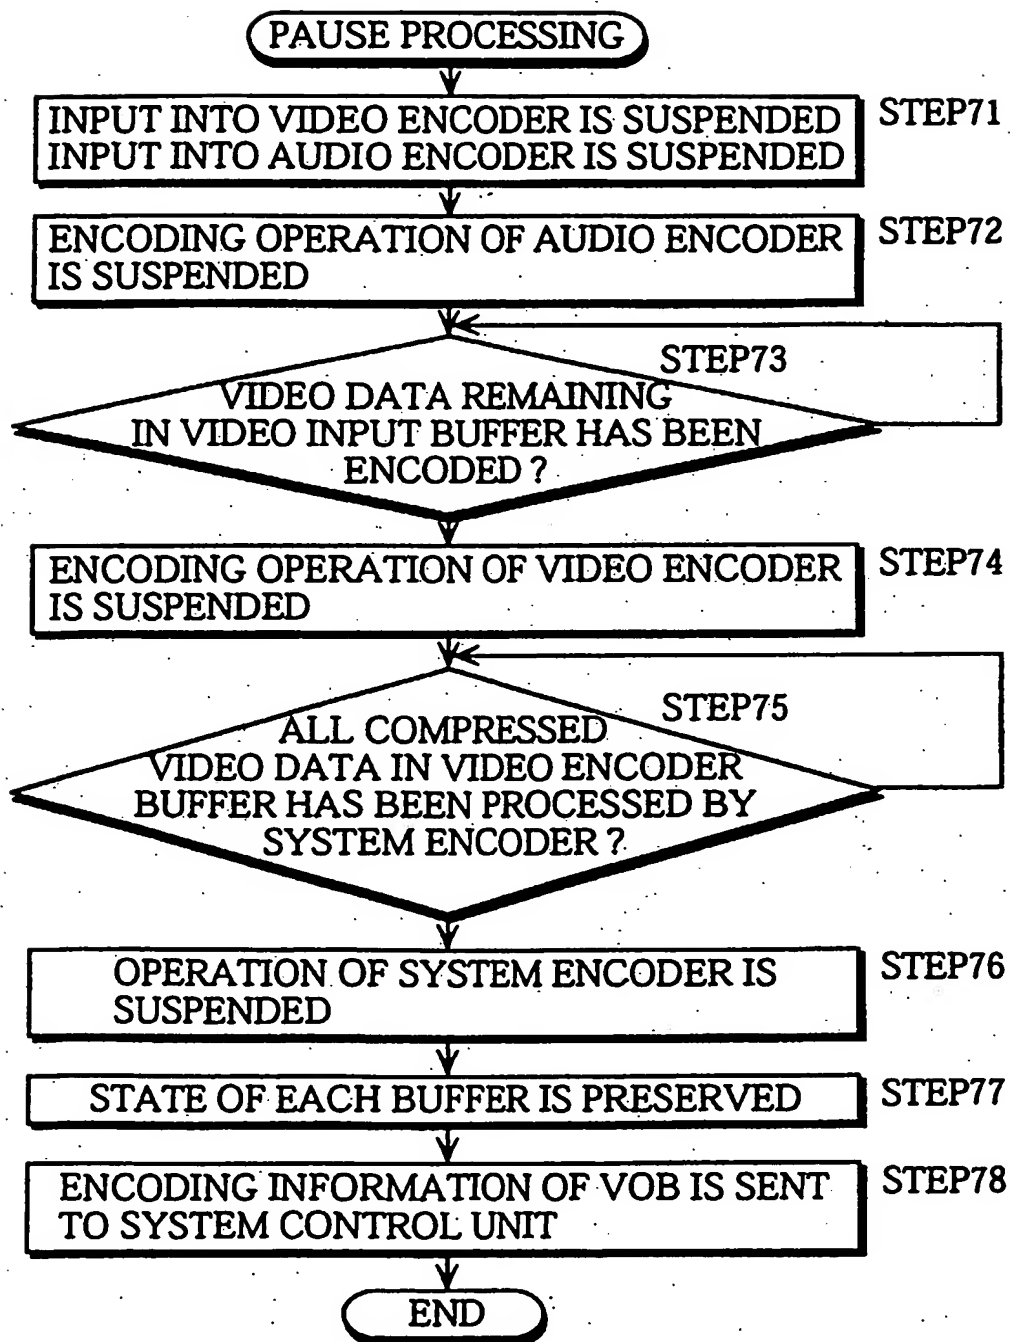 PAUSE PROCESSING
INPUT INTO VIDEO ENCODER IS SUSPENDED
INPUT INTO AUDIO ENCODER IS SUSPENDED
STEP71
ENCODING OPERATION OF AUDIO ENCODER
IS SUSPENDED
STEP72
STEP73
VIDEO DATA REMAINING
IN VIDEO INPUT BUFFER HAS BEEN
ENCODED ?
ENCODING OPERATION OF VIDEO ENCODER
IS SUSPENDED
STEP74
STEP75
ALL COMPRESSED
VIDEO DATA IN VIDEO ENCODER
BUFFER HAS BEEN PROCESSED BY
SYSTEM ENCODER ?
OPERATION OF SYSTEM ENCODER IS
SUSPENDED
STEP76
STATE OF EACH BUFFER IS PRESERVED
STEP77
ENCODING INFORMATION OF VOB IS SENT
TO SYSTEM CONTROL UNIT
STEP78
END